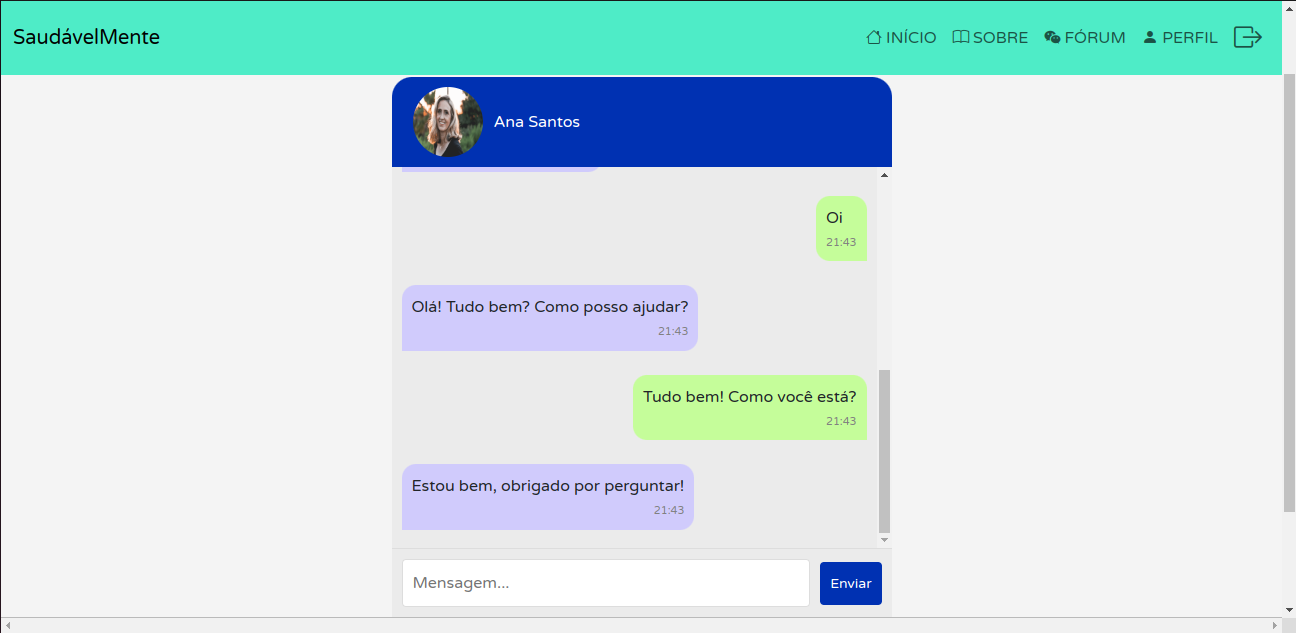 SaudávelMente
INÍCIO SOBRE FÓRUM PERFIL
Ana Santos
Oi
21:43
Olá! Tudo bem? Como posso ajudar?
21:43
Tudo bem! Como você está?
21:43
Estou bem, obrigado por perguntar!
21:43
Mensagem...
Enviar